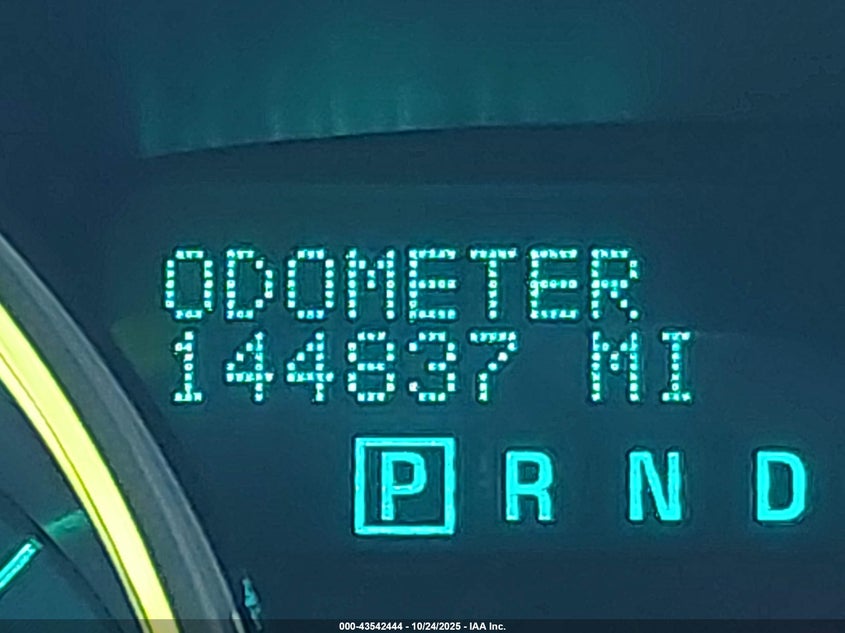 ODOMETER
144837 MI
P R N D
000-43542444 - 10/24/2025 - IAA Inc.